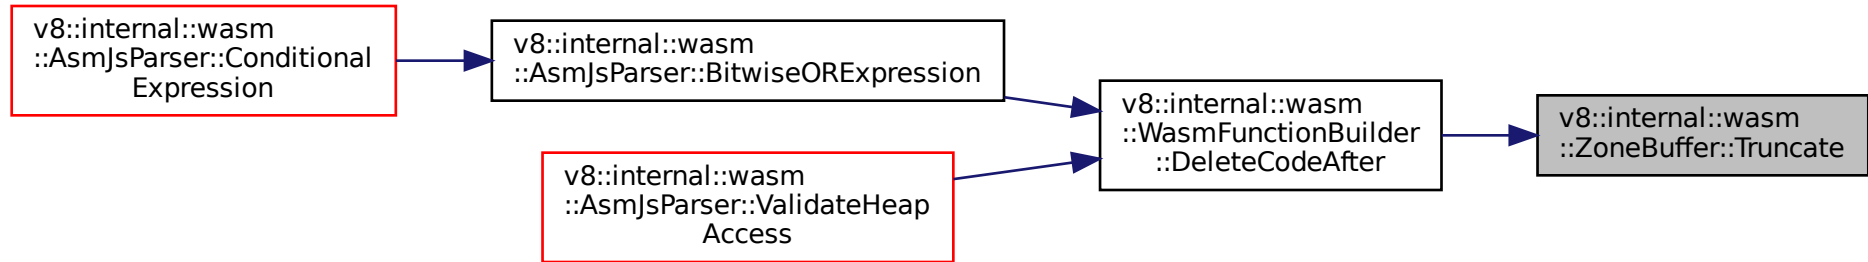 v8::internal::wasm
::AsmJsParser::Conditional
Expression
v8::internal::wasm
::AsmJsParser::BitwiseORExpression
v8::internal::wasm
::AsmJsParser::ValidateHeap
Access
v8::internal::wasm
::WasmFunctionBuilder
::DeleteCodeAfter
v8::internal::wasm
::ZoneBuffer::Truncate